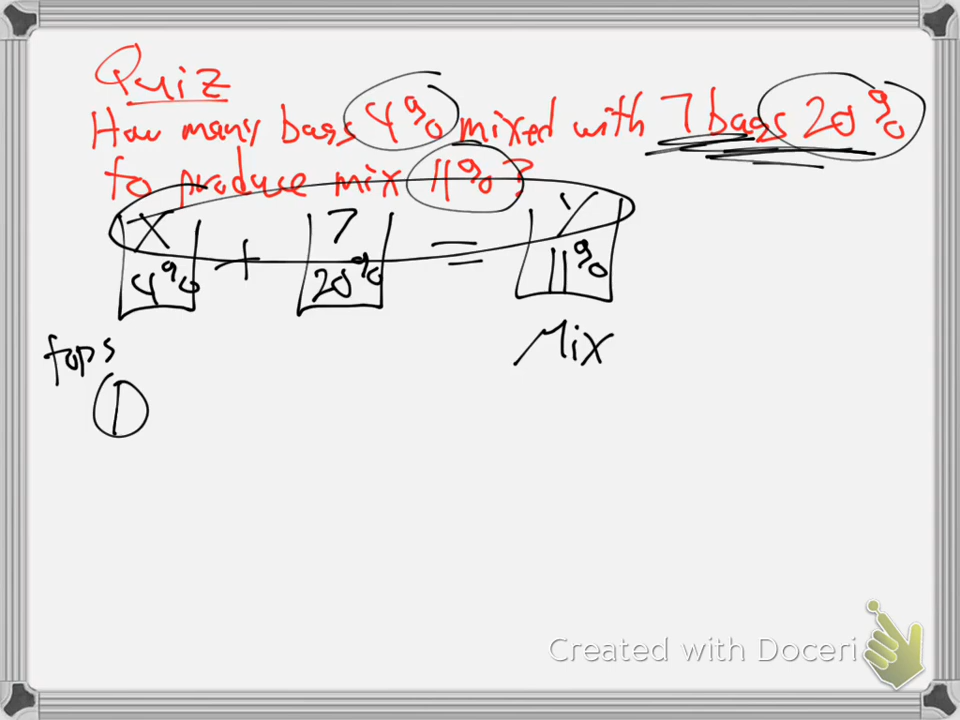 Quiz
How many bags 4% mixed with 7 bags 20%
to produce mix 11%?
X + 7 = Y
4% 20% 11%
Mix
tops
①
Created with Doceri